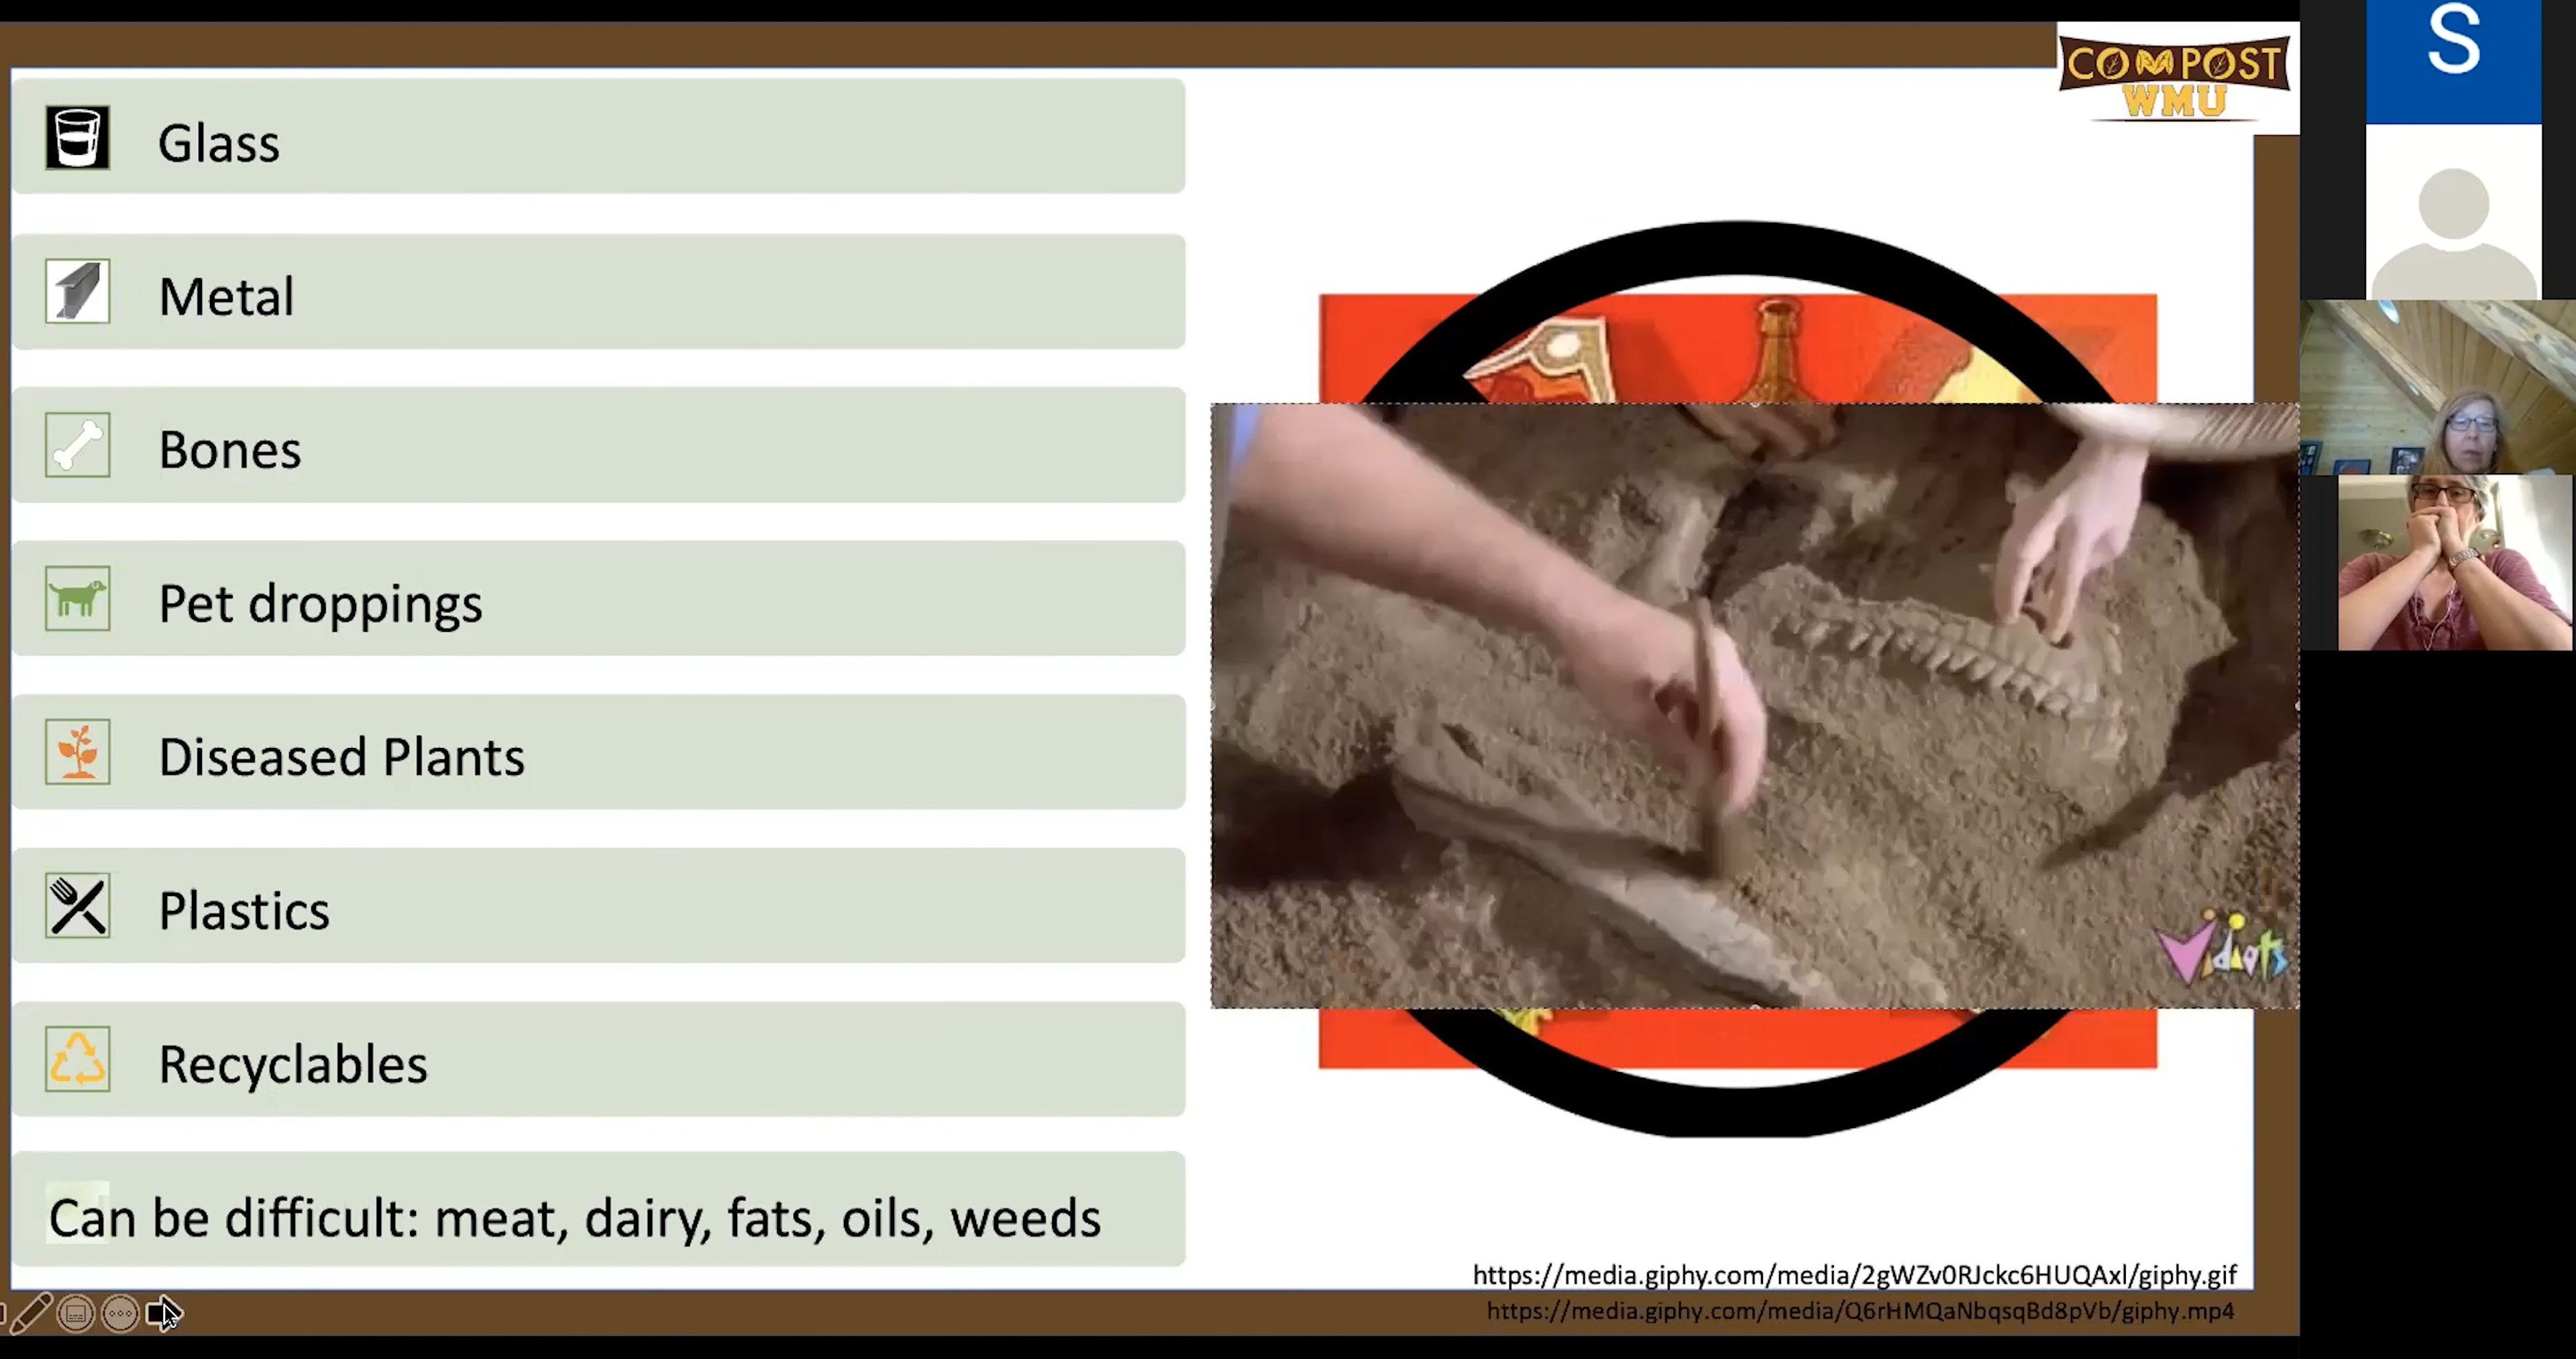 COMPOST
WMU
S
Glass
Metal
Bones
Pet droppings
Diseased Plants
Plastics
Recyclables
Can be difficult: meat, dairy, fats, oils, weeds
Vidiots
https://media.giphy.com/media/2gWZv0RJckc6HUQAxl/giphy.gif
https://media.giphy.com/media/Q6rHMQaNbqsqBd8pVb/giphy.mp4